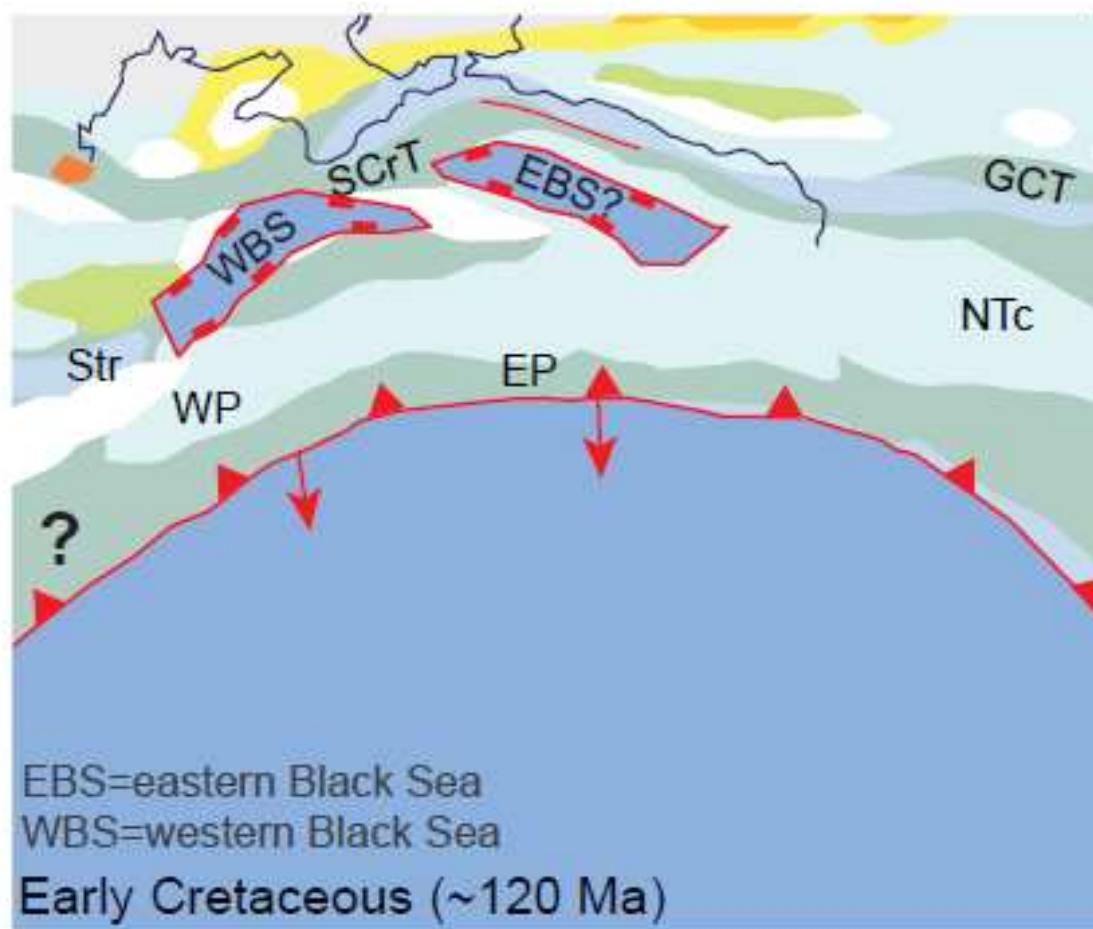 SCrT
EBS?
GCT
WBS
NTc
Str
EP
WP
?
EBS=eastern Black Sea
WBS=western Black Sea
Early Cretaceous (~120 Ma)